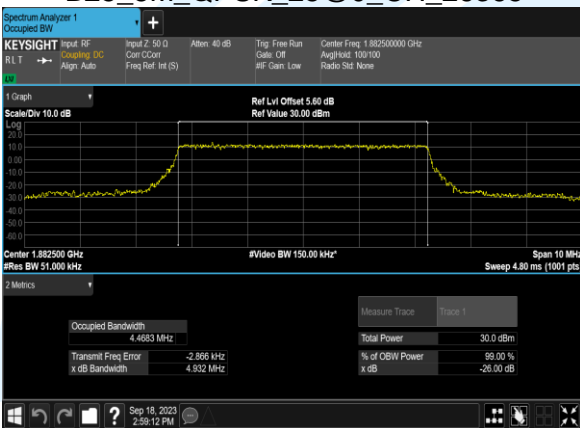 Spectrum Analyzer 1
Occupied BW
KEYSIGHT
RLT
Input: RF
Coupling: DC
Align: Auto
Input Z: 50 Ω
Corr CCorr
Freq Ref: Int (S)
Atten: 40 dB
Trig: Free Run
Gate: Off
#IF Gain: Low
Center Freq: 1.882500000 GHz
Avg|Hold: 100/100
Radio Std: None
1 Graph
Scale/Div 10.0 dB
Ref Lvl Offset 5.60 dB
Ref Value 30.00 dBm
Log
20.0
10.0
0.00
-10.0
-20.0
-30.0
-40.0
-50.0
-60.0
Center 1.882500 GHz
#Video BW 150.00 kHz*
Span 10 MHz
#Res BW 51.000 kHz
Sweep 4.80 ms (1001 pts
2 Metrics
Measure Trace
Trace 1
Occupied Bandwidth
4.4683 MHz
Total Power
30.0 dBm
Transmit Freq Error
-2.866 kHz
% of OBW Power
99.00 %
x dB Bandwidth
4.932 MHz
x dB
-26.00 dB
Sep 18, 2023
2:59:12 PM